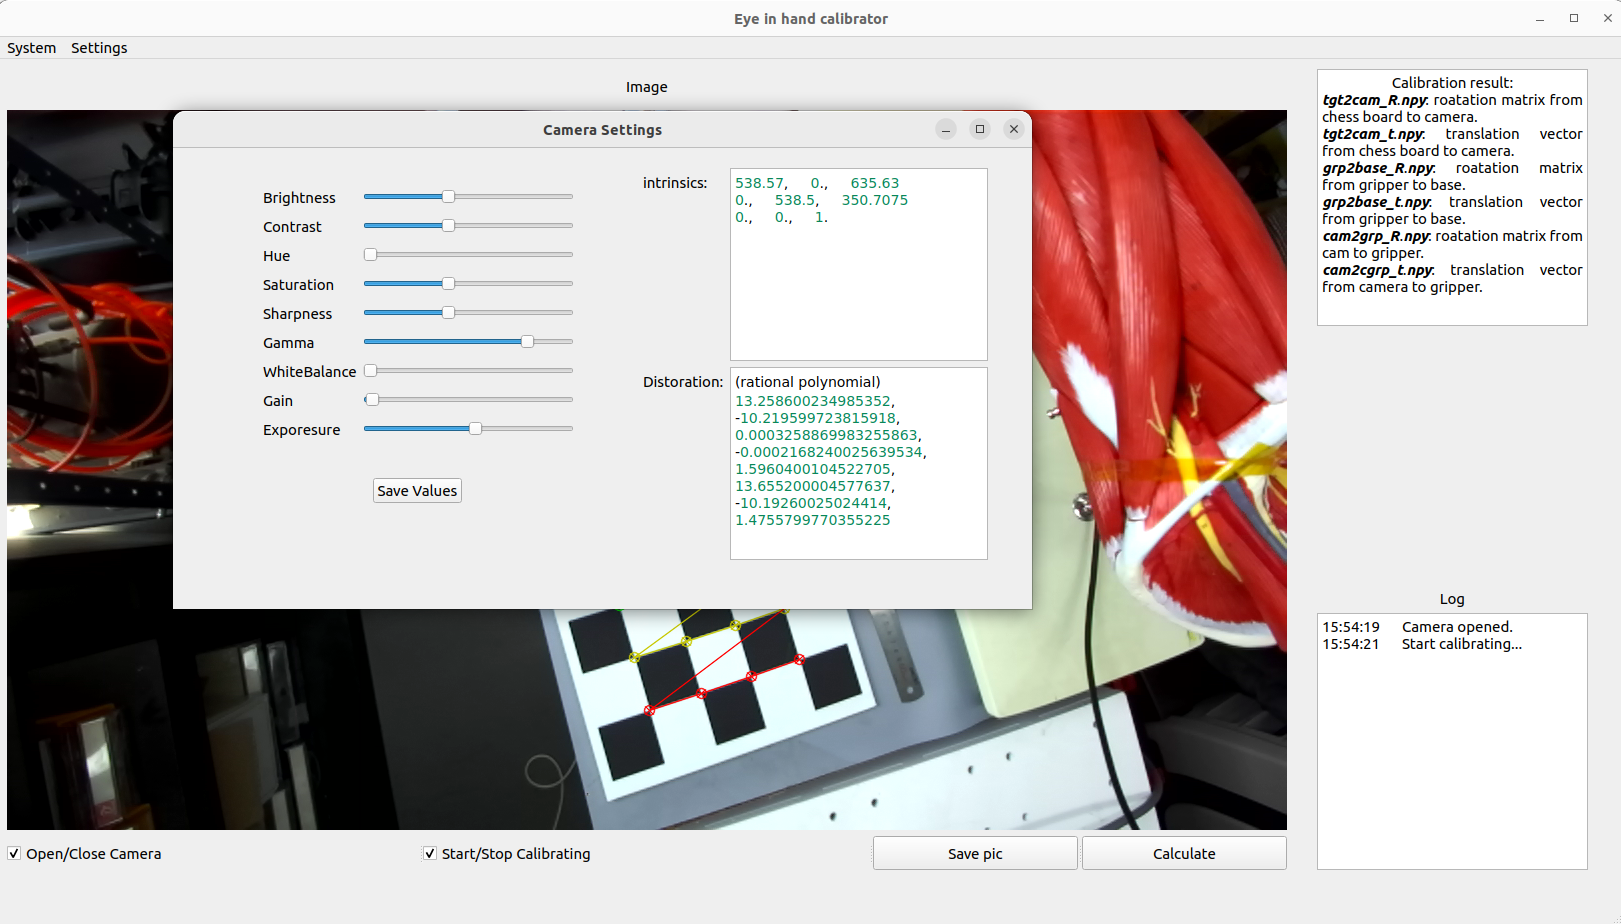 Eye in hand calibrator
System Settings
Image
Camera Settings
Brightness
Contrast
Hue
Saturation
Sharpness
Gamma
WhiteBalance
Gain
Exporesure
Save Values
intrinsics:
538.57, 0., 635.63
0., 538.5, 350.7075
0., 0., 1.
Distoration:
(rational polynomial)
13.258600234985352,
-10.219599723815918,
0.0003258869983255863,
-0.0002168240025639534,
1.5960400104522705,
13.655200004577637,
-10.19260025024414,
1.4755799770355225
Calibration result:
tgt2cam_R.npy: roatation matrix from
chess board to camera.
tgt2cam_t.npy: translation vector
from chess board to camera.
grp2base_R.npy: roatation matrix
from gripper to base.
grp2base_t.npy: translation vector
from gripper to base.
cam2grp_R.npy: roatation matrix from
cam to gripper.
cam2cgrp_t.npy: translation vector
from camera to gripper.
Log
15:54:19 Camera opened.
15:54:21 Start calibrating...
Open/Close Camera
Start/Stop Calibrating
Save pic
Calculate